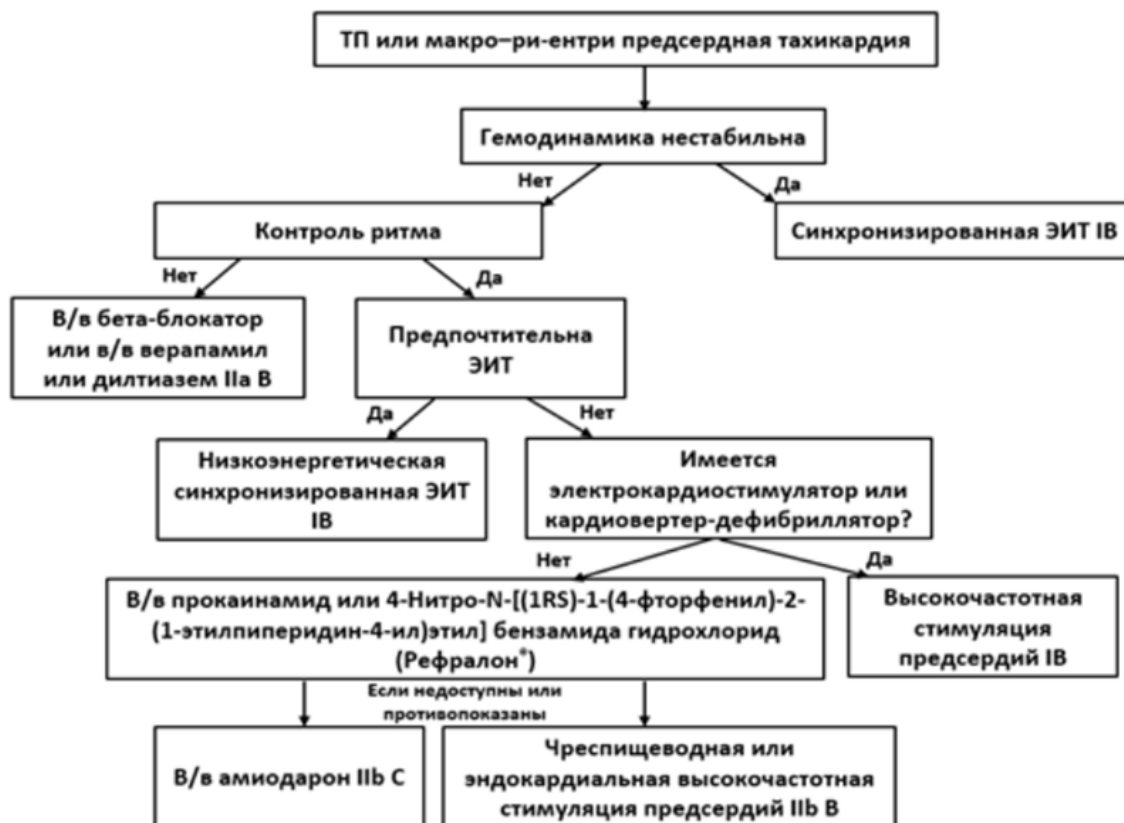 ТП или макро–ри-ентри предсердная тахикардия
Гемодинамика нестабильна
Нет
Да
Контроль ритма
Синхронизированная ЭИТ IB
Нет
Да
В/в бета-блокатор
или в/в верапамил
или дилтиазем IIa B
Предпочтительна
ЭИТ
Да
Нет
Низкоэнергетическая
синхронизированная ЭИТ
IB
Имеется
электрокардиостимулятор или
кардиовертер-дефибриллятор?
Нет
Да
В/в прокаинамид или 4-Нитро-N-[(1RS)-1-(4-фторфенил)-2-
(1-этилпиперидин-4-ил)этил] бензамида гидрохлорид
(Рефралон*)
Высокочастотная
стимуляция
предсердий IB
Если недоступны или
противопоказаны
В/в амиодарон IIb C
Чреспищеводная или
эндокардиальная высокочастотная
стимуляция предсердий IIb B